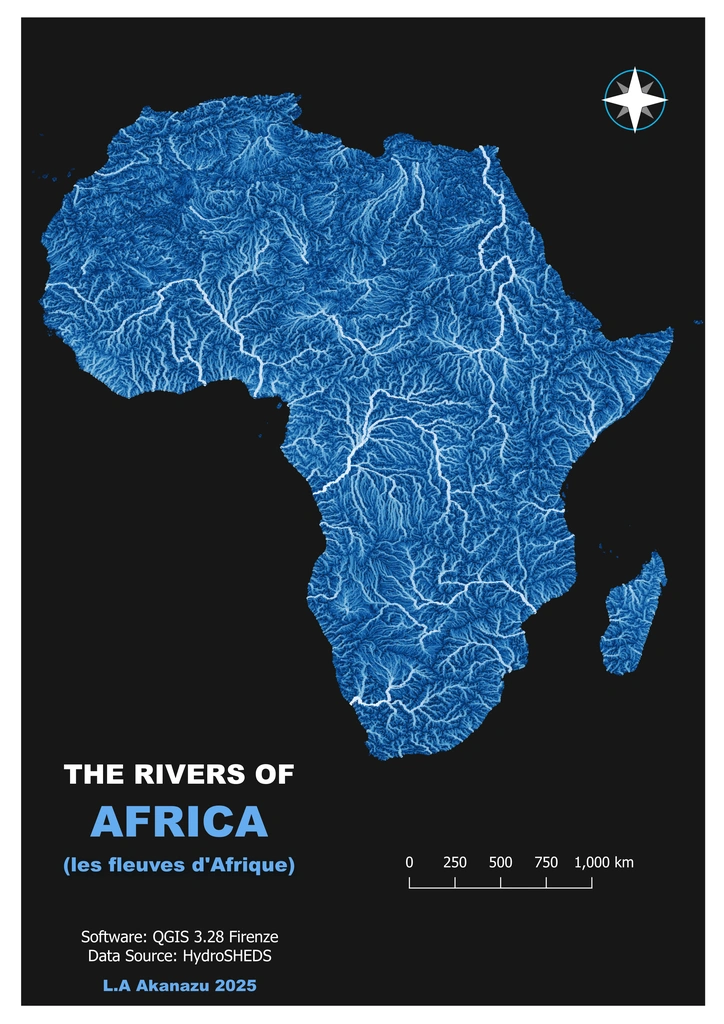 THE RIVERS OF
AFRICA
(les fleuves d'Afrique)
0 250 500 750 1,000 km
Software: QGIS 3.28 Firenze
Data Source: HydroSHEDS
L.A Akanazu 2025